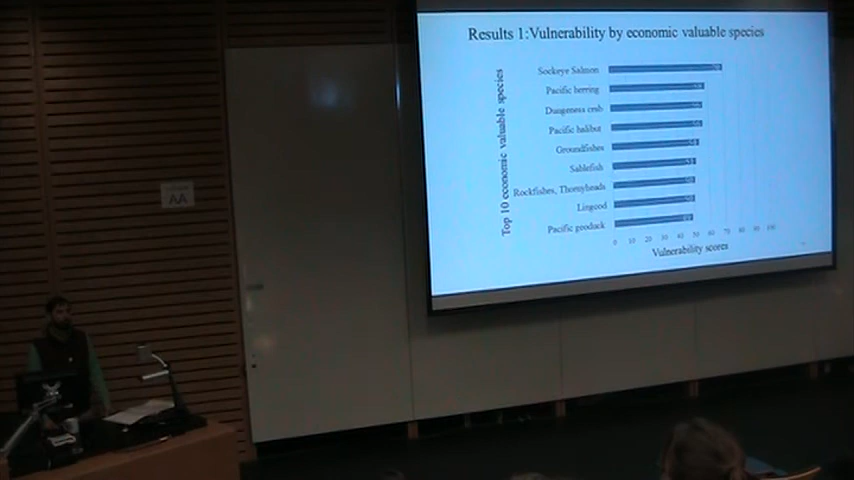 Results 1:Vulnerability by economic valuable species
Top 10 economic valuable species
Sockeye Salmon
Pacific herring
Dungeness crab
Pacific halibut
Groundfishes
Sablefish
Rockfishes, Thornyheads
Lingcod
Pacific geoduck
0 10 20 30 40 50 60 70 80 90 100
Vulnerability scores
AA